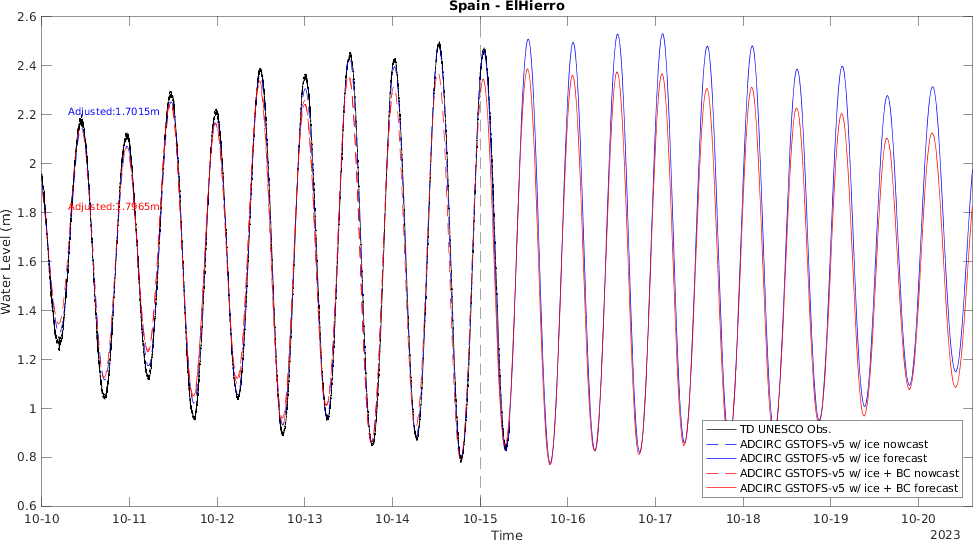 Spain - ElHierro
2.6
2.4
2.2
2
1.8
1.6
1.4
1.2
1
0.8
0.6
Water Level (m)
Adjusted:1.7015m
Adjusted:1.7965m
TD UNESCO Obs.
ADCIRC GSTOFS-v5 w/ ice nowcast
ADCIRC GSTOFS-v5 w/ ice forecast
ADCIRC GSTOFS-v5 w/ ice + BC nowcast
ADCIRC GSTOFS-v5 w/ ice + BC forecast
10-10 10-11 10-12 10-13 10-14 10-15 10-16 10-17 10-18 10-19 10-20
Time
2023